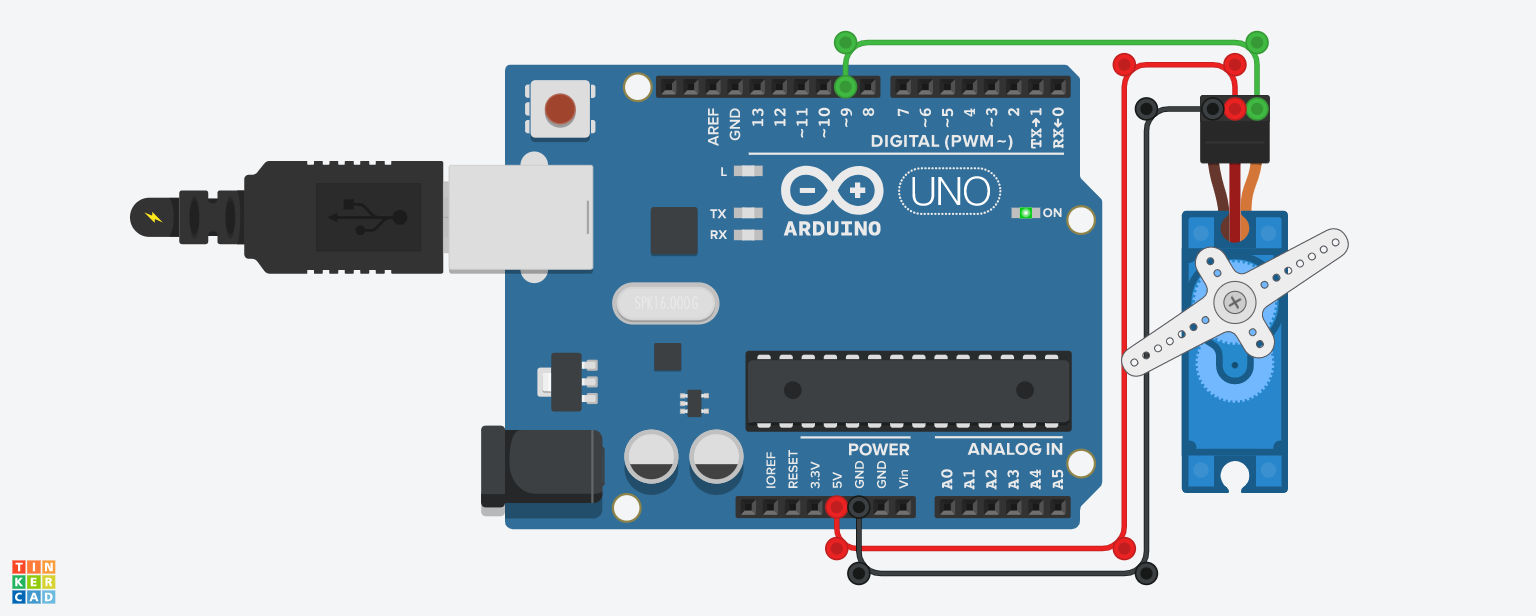 AREF
GND
13
12
~11
~10
~9
8
7
~6
~5
4
~3
2
TX→1
RX←0
DIGITAL (PWM~)
L
TX
RX
UNO
ON
ARDUINO
SPK16.000G
POWER
ANALOG IN
IOREF
RESET
3.3V
5V
GND
GND
Vin
A0
A1
A2
A3
A4
A5
TIN
KER
CAD